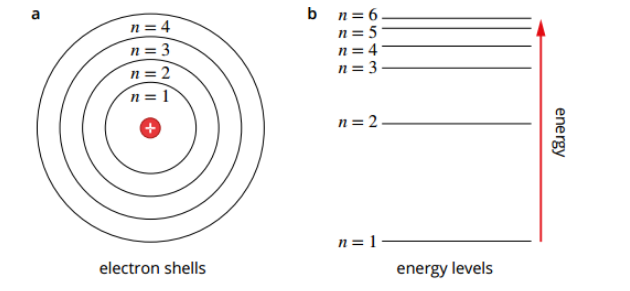 a
n = 4
n = 3
n = 2
n = 1
+
electron shells
b
n = 6
n = 5
n = 4
n = 3
n = 2
n = 1
energy
energy levels